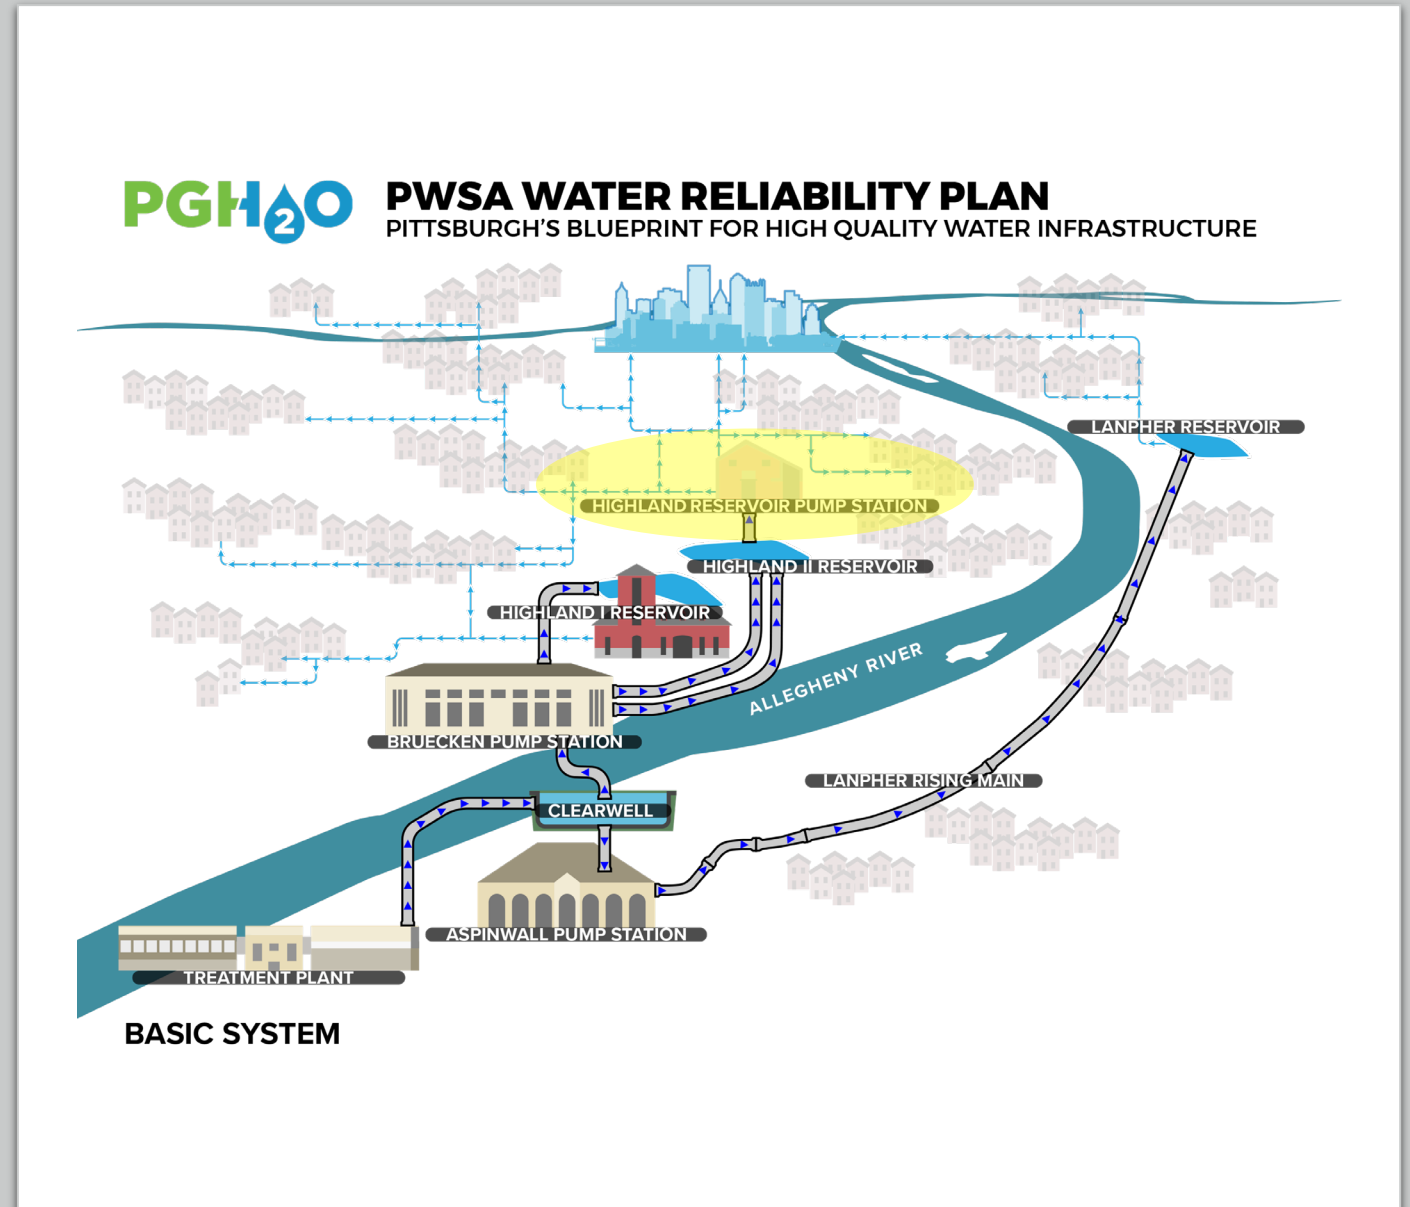 PGH2O
PWSA WATER RELIABILITY PLAN
PITTSBURGH'S BLUEPRINT FOR HIGH QUALITY WATER INFRASTRUCTURE
LANPHER RESERVOIR
HIGHLAND RESERVOIR PUMP STATION
HIGHLAND II RESERVOIR
HIGHLAND I RESERVOIR
ALLEGHENY RIVER
BRUECKEN PUMP STATION
LANPHER RISING MAIN
CLEARWELL
ASPINWALL PUMP STATION
TREATMENT PLANT
BASIC SYSTEM